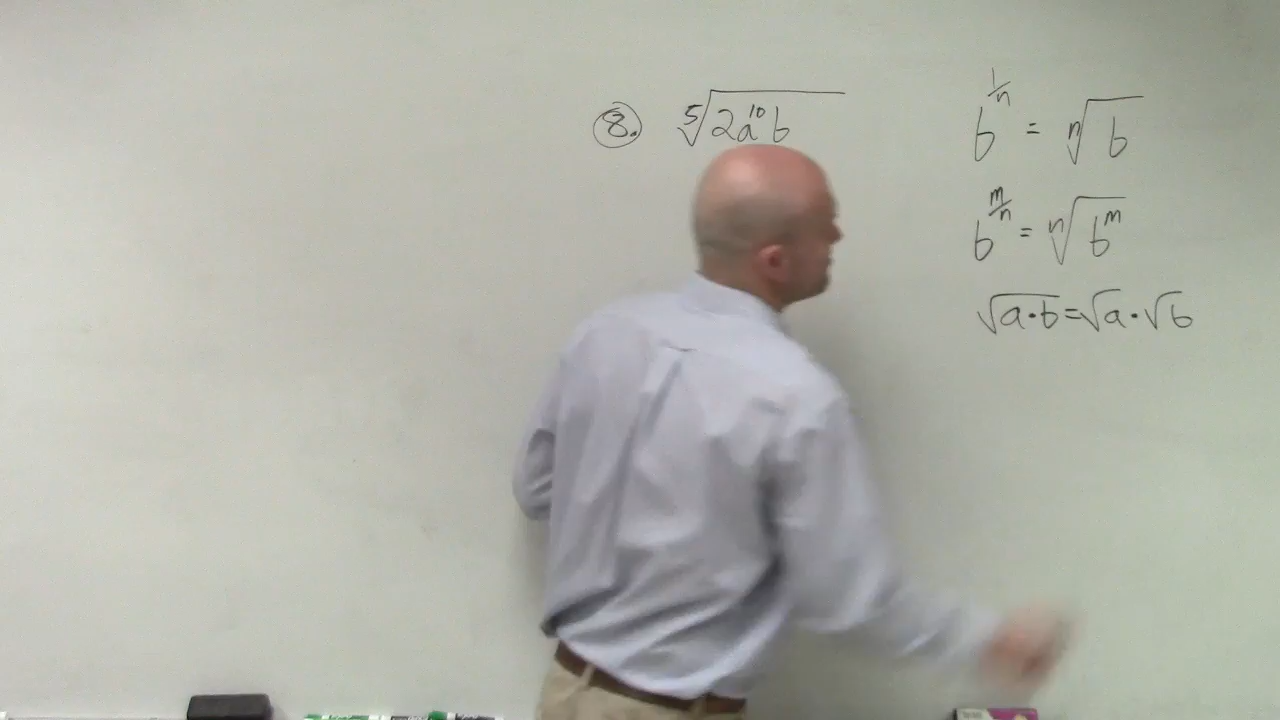 8. ⁵√(2a¹⁰b)
b^(1/n) = ⁿ√b
b^(m/n) = ⁿ√(b^m)
√(a·b) = √a·√b